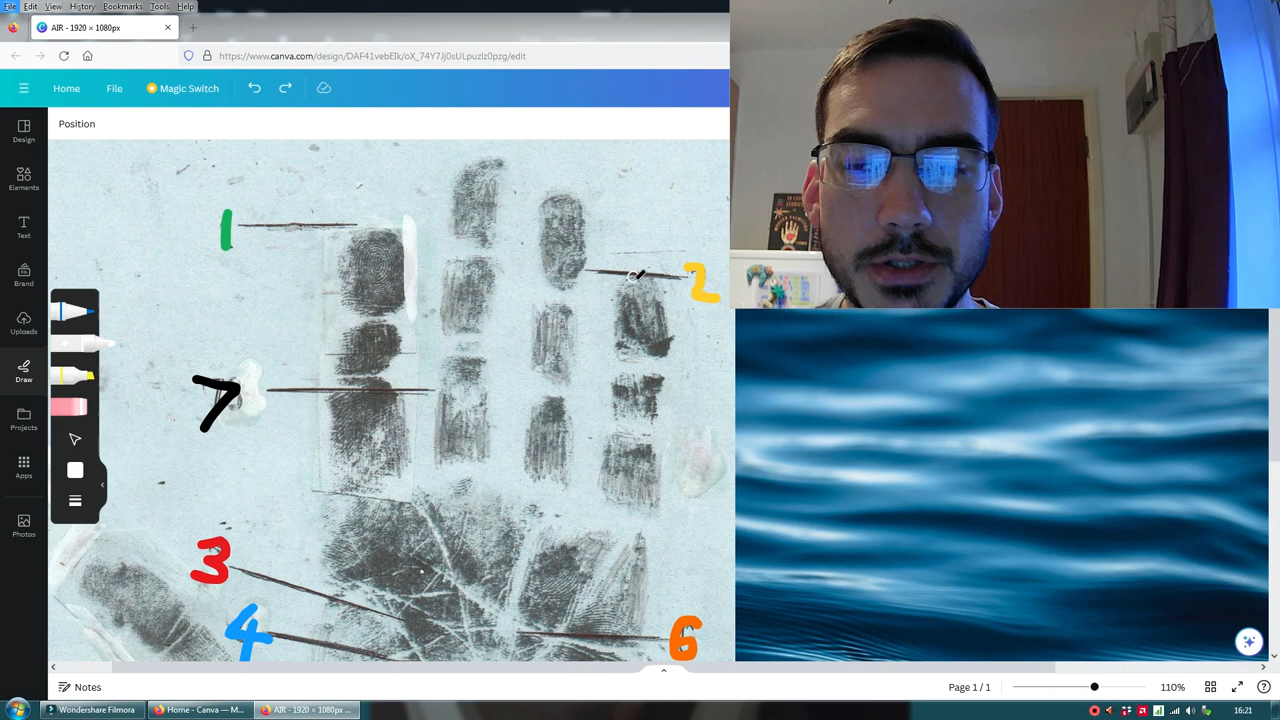 File Edit View History Bookmarks Tools Help
AIR - 1920 × 1080px
https://www.canva.com/design/DAF41vebElk/oX_74Y7Jj0sULpuzlz0pzg/edit
Home File Magic Switch
Position
Design
Elements
Text
Brand
Uploads
Draw
Projects
Apps
Photos
1
2
7
3
4
6
Notes
Page 1 / 1
110%
Wondershare Filmora
Home - Canva — M...
AIR - 1920 × 1080px ...
16:21